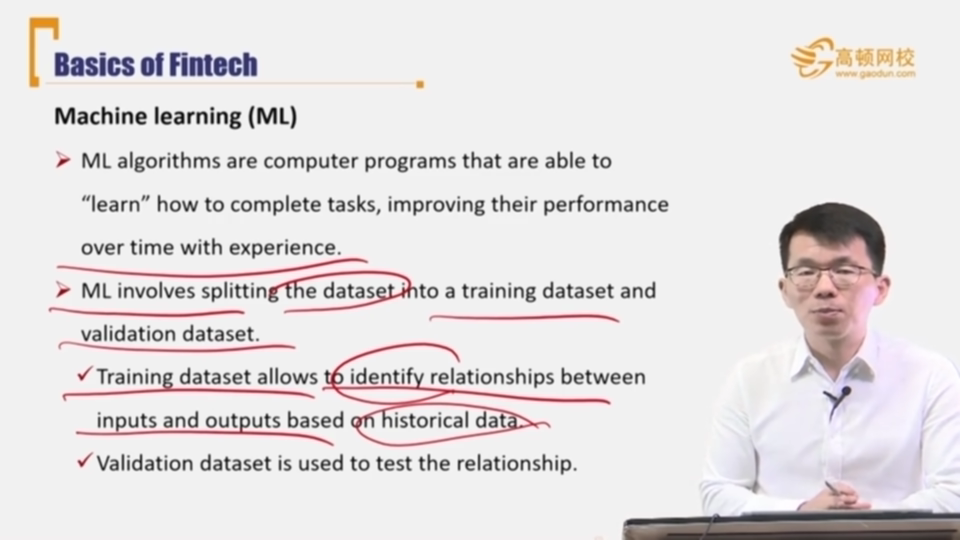 Basics of Fintech
高顿网校
www.gaodun.com
Machine learning (ML)
ML algorithms are computer programs that are able to
“learn” how to complete tasks, improving their performance
over time with experience.
ML involves splitting the dataset into a training dataset and
validation dataset.
Training dataset allows to identify relationships between
inputs and outputs based on historical data.
Validation dataset is used to test the relationship.